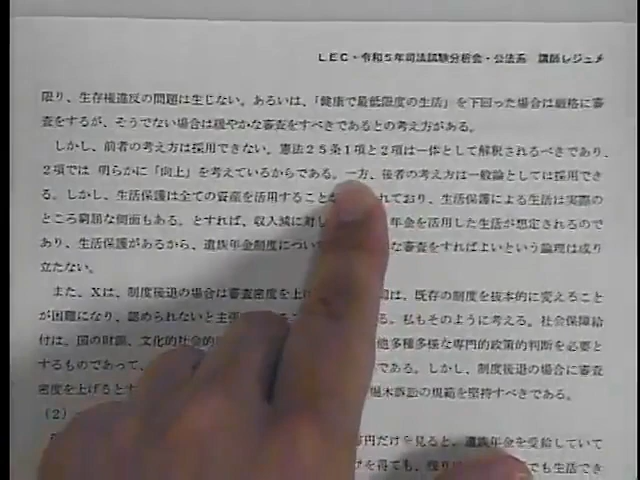 LEC・令和5年司法試験分析会・公法系　講師レジュメ
限り、生存権違反の問題は生じない。あるいは、「健康で最低限度の生活」を下回った場合は厳格に審
査をするが、そうでない場合は緩やかな審査をすべきであるとの考え方がある。
しかし、前者の考え方は採用できない。憲法25条1項と2項は一体として解釈されるべきであり、
2項では 明らかに「向上」を考えているからである。一方、後者の考え方は一般論としては採用でき
る。しかし、生活保護は全ての資産を活用すること れており、生活保護による生活は実際の
ところ窮屈な側面もある。とすれば、収入減に対し 年金を活用した生活が想定されるので
あり、生活保護があるから、遺族年金制度につい な審査をすればよいという論理は成り
立たない。
また、Xは、制度後退の場合は審査密度を上 は、既存の制度を抜本的に変えること
が困難になり、認められないと主張 る。私もそのように考える。社会保障給
付は、国の財政、文化的社会的 他多種多様な専門的政策的判断を必要と
するものであって、 る。しかし、制度後退の場合に審査
密度を上げるとす 堀木訴訟の規範を堅持すべきである。
(2)
円だけを見ると、遺族年金を受給していて
を得ても、 でも生活でき